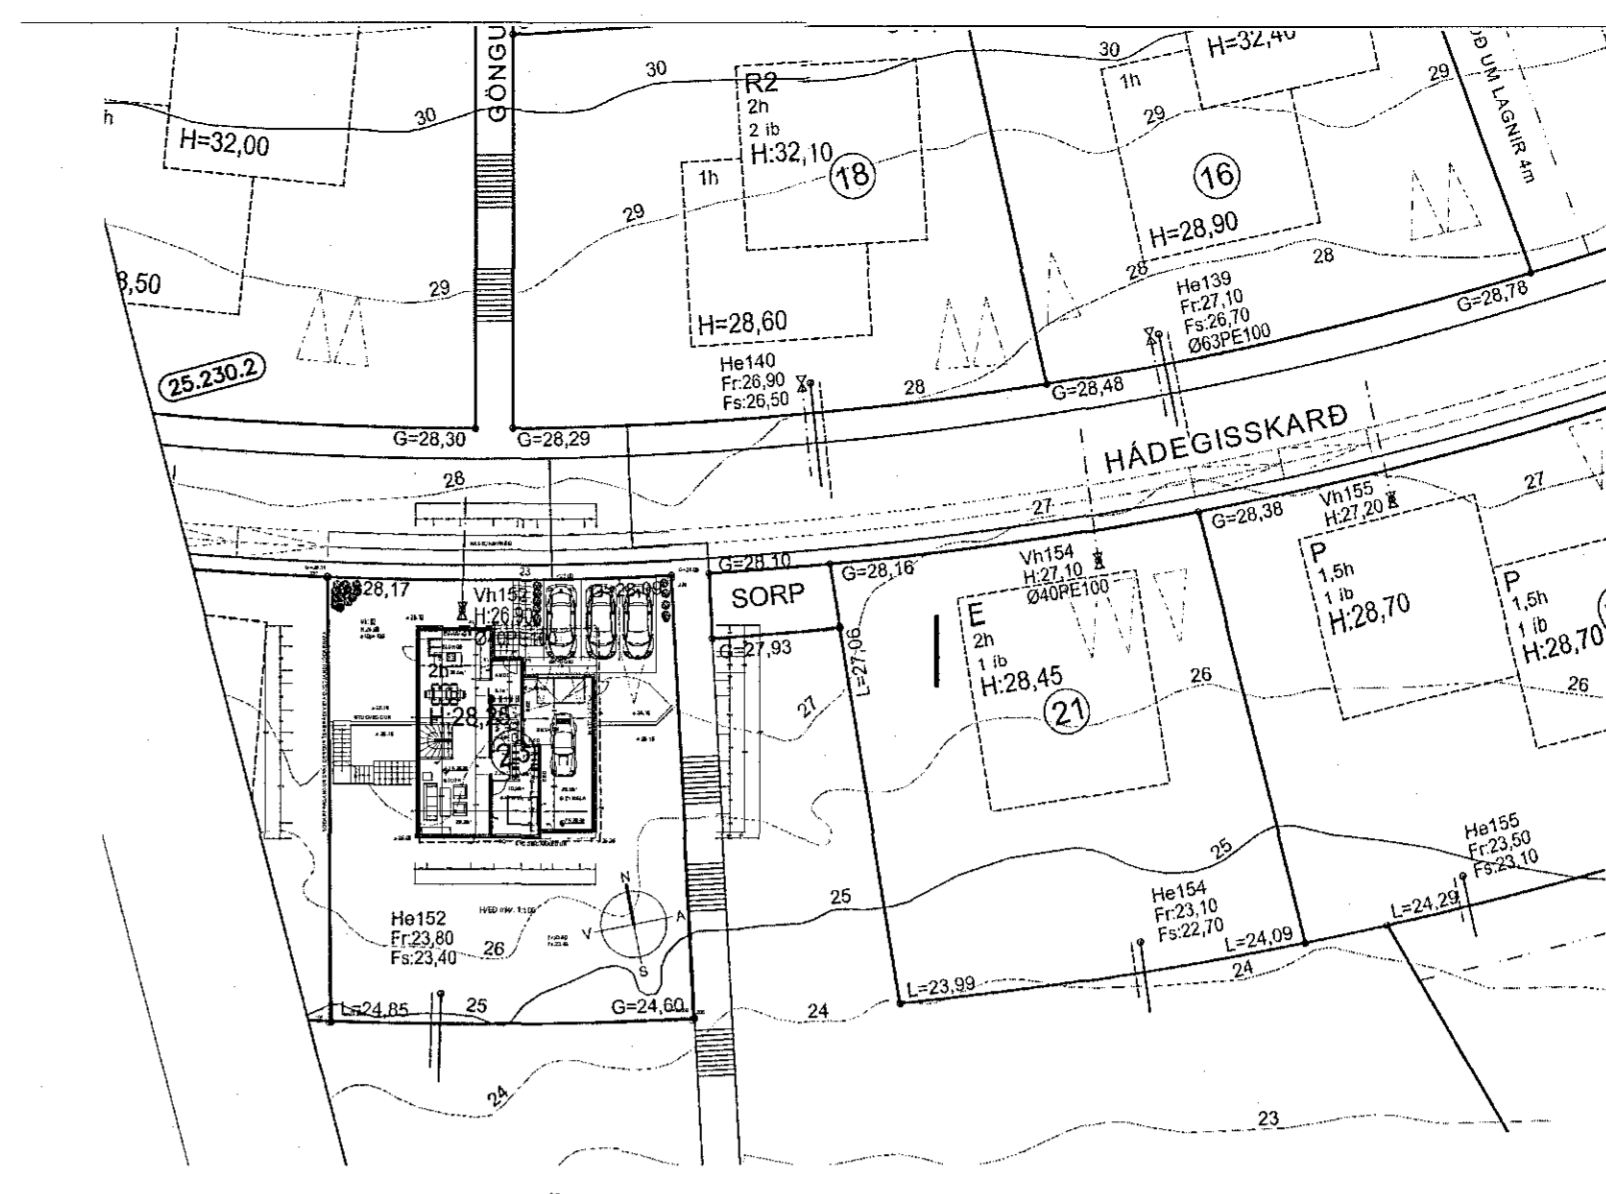 GÖNGU
30
30
30
29
29
H=32,40
1h
UM LAGNIR 4m
R2
2h
2 íb
H:32,10
18
1h
H=32,00
16
H=28,90
29
29
28
28
8,50
H=28,60
He139
Fr:27,10
Fs:26,70
Ø63PE100
G=28,78
25.230.2
He140
Fr:26,90
Fs:26,50
28
G=28,48
G=28,30
G=28,29
HÁDEGISSKARÐ
28
27
27
Vh155
H:27,20
G=28,38
G=28,10
G=28,16
Vh154
H:27,10
Ø40PE100
SORP
G=27,93
L=27,06
23
28,17
Vh152
H:26,90
2h
H:28,25
23
27
E
2h
1 íb
H:28,45
21
26
P
1,5h
1 íb
H:28,70
P
1,5h
1 íb
H:28,70
26
25
25
He155
Fr:23,50
Fs:23,10
He154
Fr:23,10
Fs:22,70
L=24,29
L=24,09
24
L=23,99
24
N
A
V
S
He152
Fr:23,80
Fs:23,40
26
L=24,85
25
G=24,60
24
23